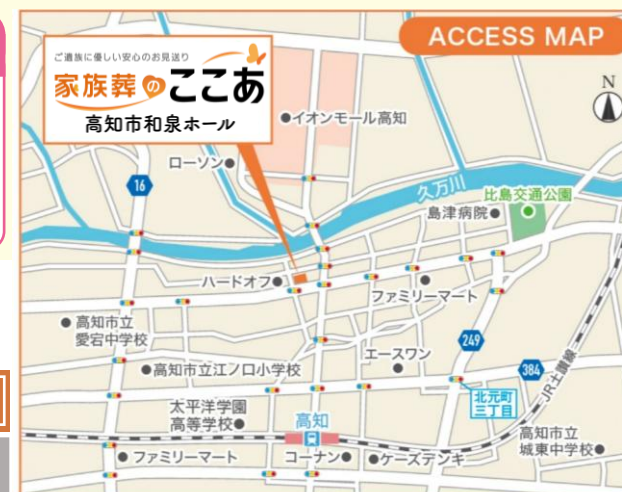 ACCESS MAP
ご遺族に優しい安心のお見送り
家族葬のここあ
高知市和泉ホール
N
イオンモール高知
ローソン
16
久万川
比島交通公園
島津病院
ハードオフ
ファミリーマート
高知市立
愛宕中学校
エースワン
249
高知市立江ノ口小学校
384
JR土讃線
北元町
三丁目
太平洋学園
高等学校
高知
高知市立
城東中学校
ファミリーマート
コーナン
ケーズデンキ